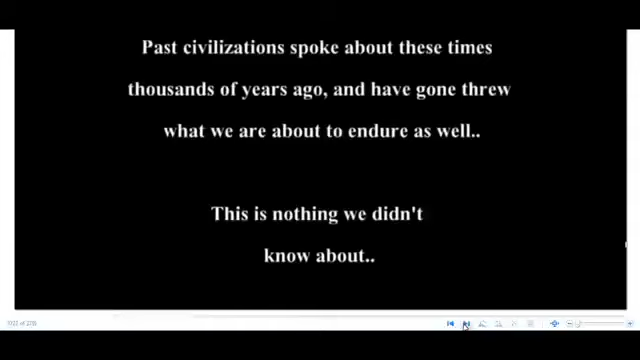 Past civilizations spoke about these times
thousands of years ago, and have gone threw
what we are about to endure as well..
This is nothing we didn't
know about..